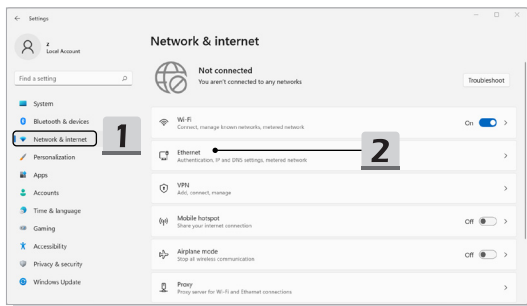 Settings
z
Local Account
Find a setting
System
Bluetooth & devices
Network & internet
Personalization
Apps
Accounts
Time & language
Gaming
Accessibility
Privacy & security
Windows Update
1
Network & internet
Not connected
You aren't connected to any networks
Troubleshoot
Wi-Fi
Connect, manage known networks, metered network
On
Ethernet
Authentication, IP and DNS settings, metered network
2
VPN
Add, connect, manage
Mobile hotspot
Share your internet connection
Off
Airplane mode
Stop all wireless communication
Off
Proxy
Proxy server for Wi-Fi and Ethernet connections